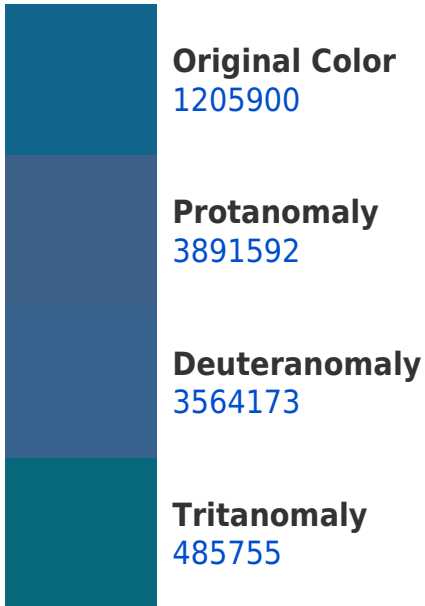 Original Color
1205900
Protanomaly
3891592
Deuteranomaly
3564173
Tritanomaly
485755